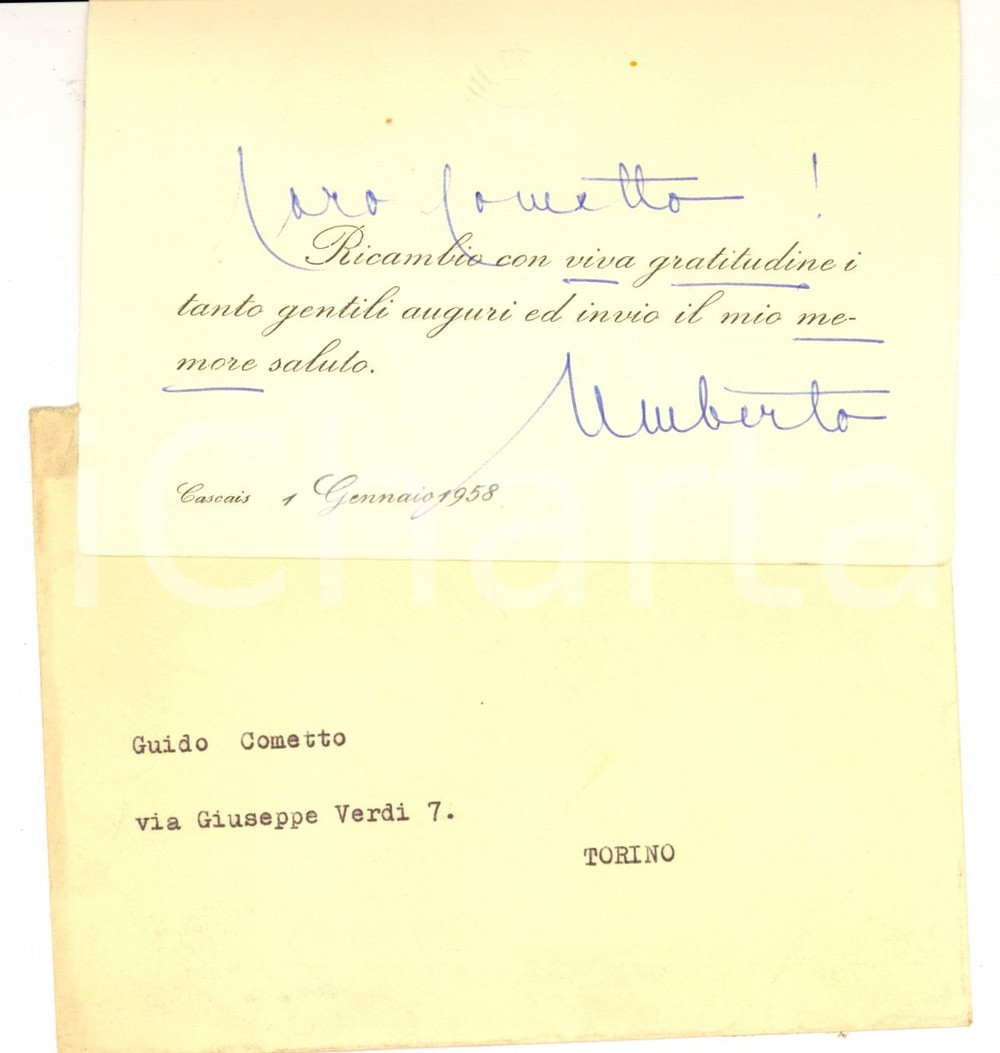 Caro Cometto !
Ricambio con viva gratitudine i
tanto gentili auguri ed invio il mio me-
more saluto.
Umberto
Cascais 1 Gennaio 1958
iCharta
Guido Cometto
via Giuseppe Verdi 7.
TORINO